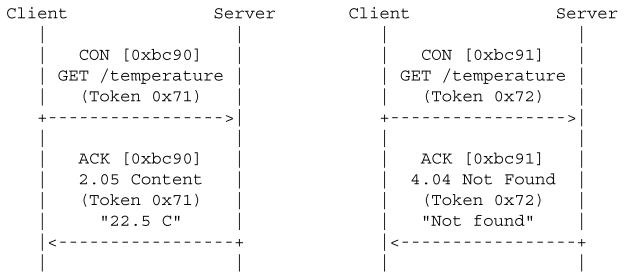 Client Server Client Server
CON [0xbc90] CON [0xbc91]
GET /temperature GET /temperature
(Token 0x71) (Token 0x72)
ACK [0xbc90] ACK [0xbc91]
2.05 Content 4.04 Not Found
(Token 0x71) (Token 0x72)
"22.5 C" "Not found"